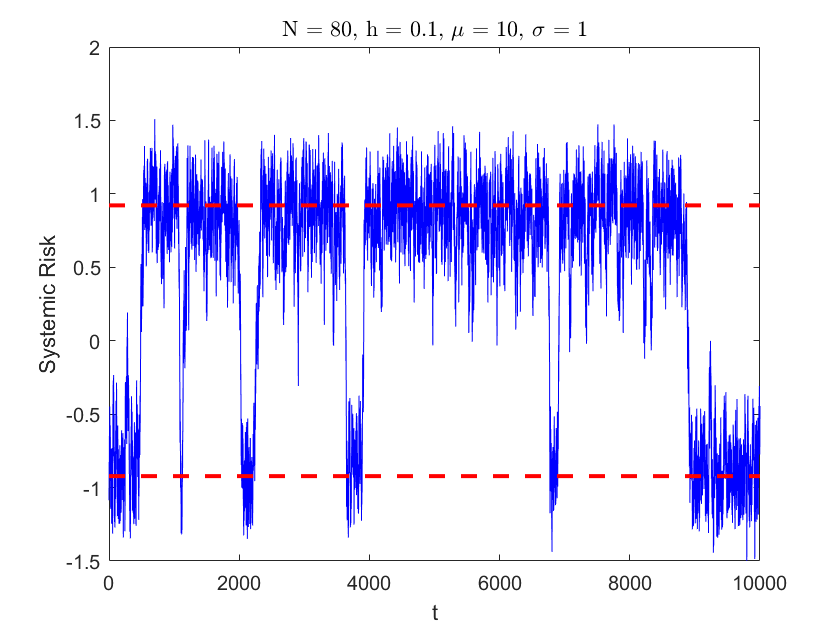 N = 80, h = 0.1, μ = 10, σ = 1
2
1.5
1
0.5
0
-0.5
-1
-1.5
Systemic Risk
0 2000 4000 6000 8000 10000
t